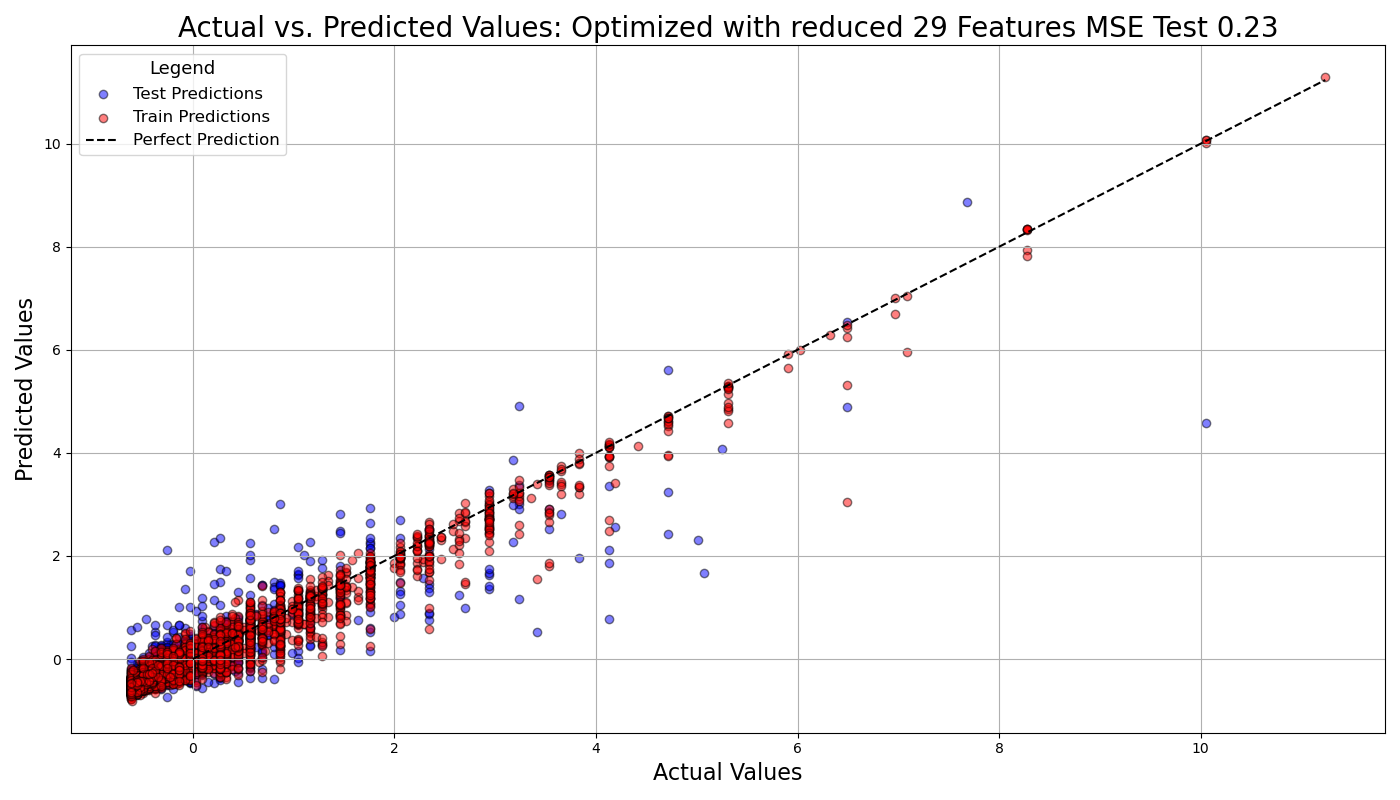 Actual vs. Predicted Values: Optimized with reduced 29 Features MSE Test 0.23
Legend
Test Predictions
Train Predictions
Perfect Prediction
10
8
6
4
2
0
Predicted Values
0 2 4 6 8 10
Actual Values